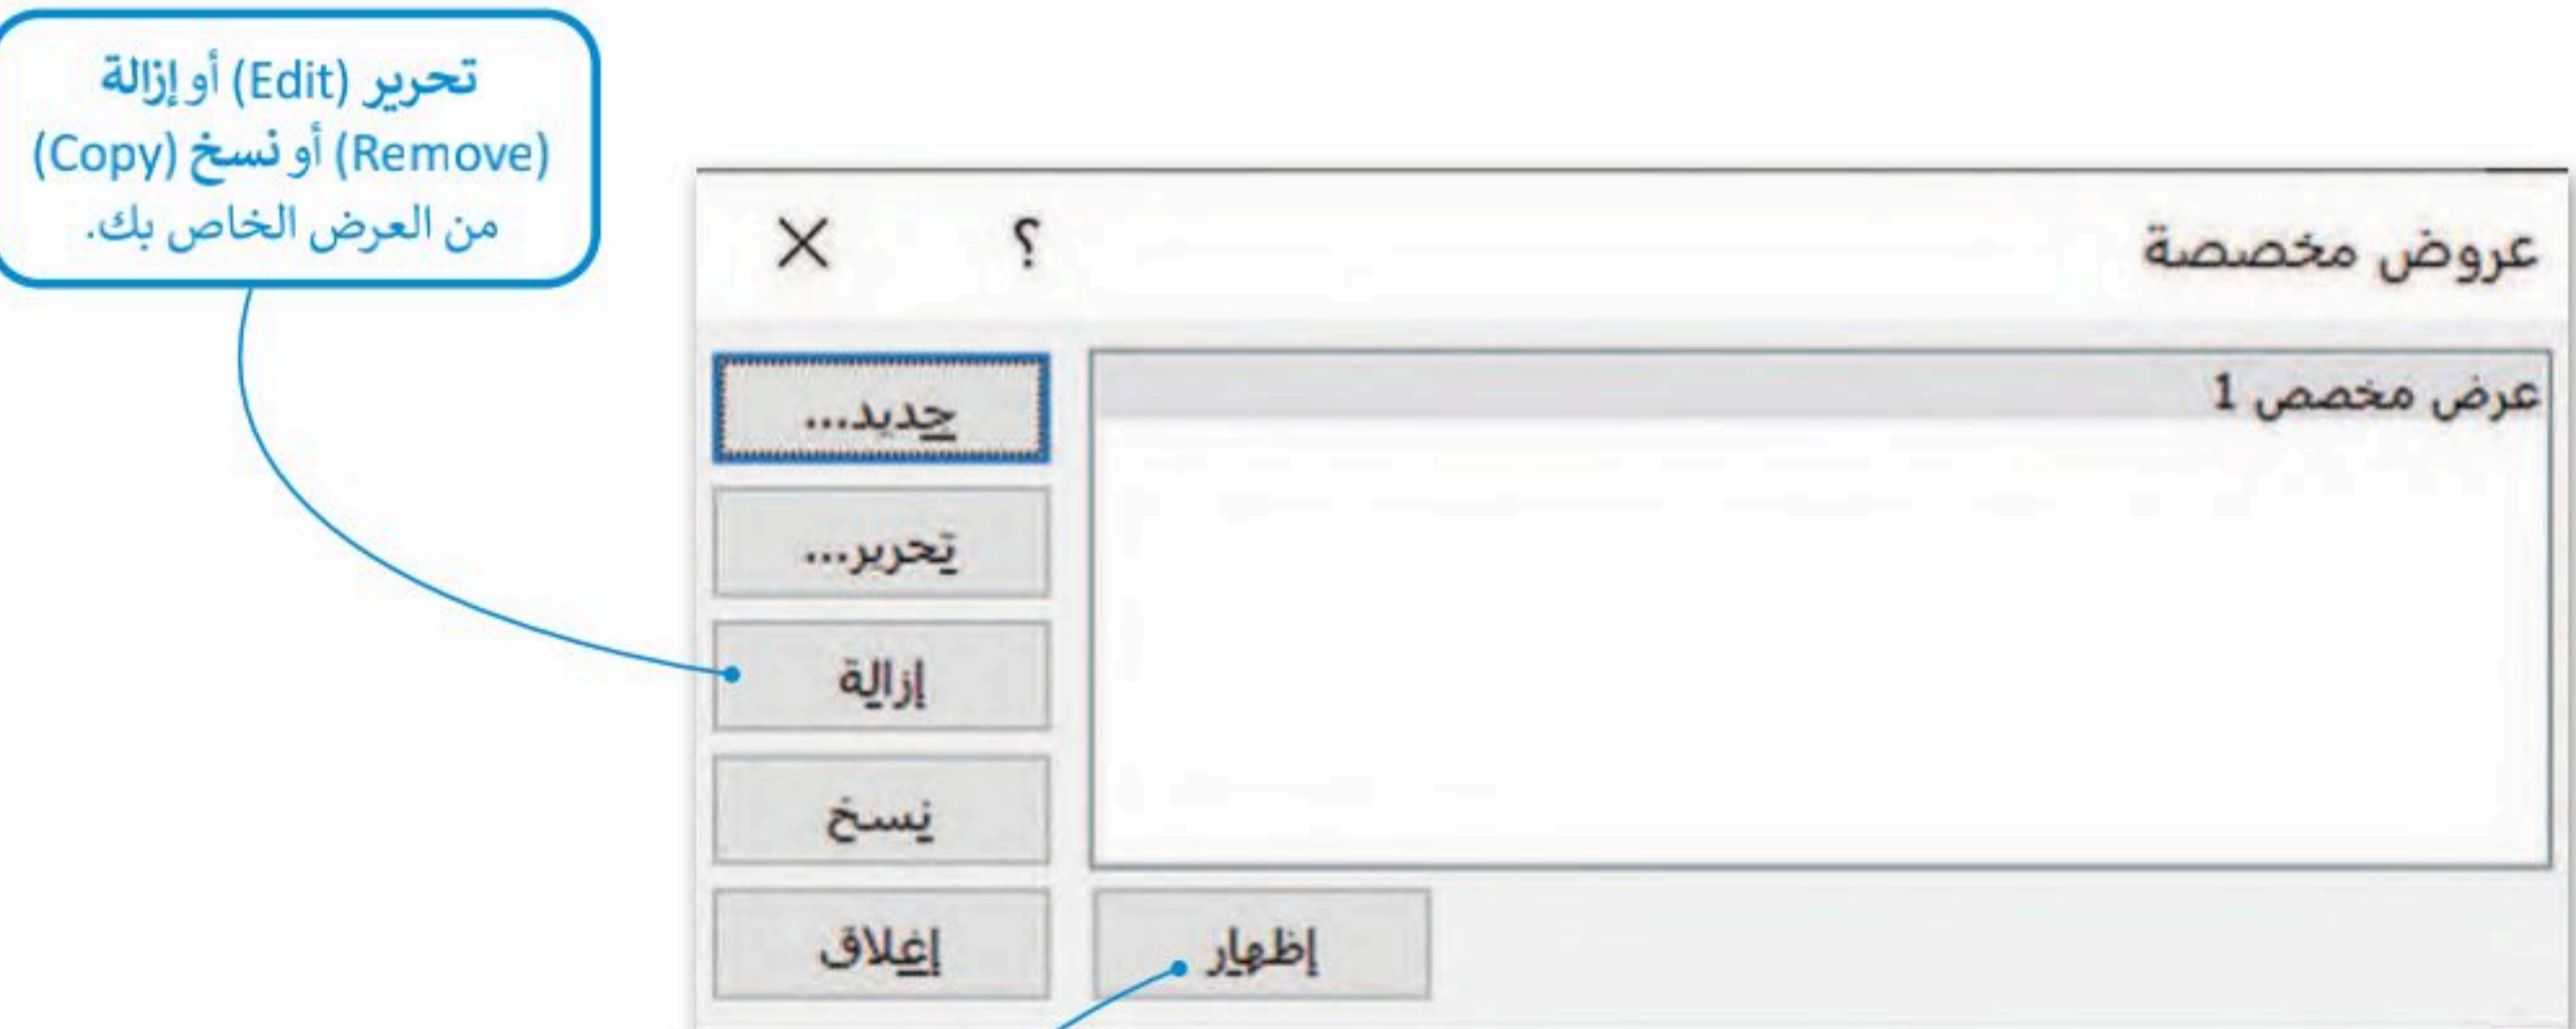 تحرير (Edit) أو إزالة
(Remove) أو نسخ (Copy)
من العرض الخاص بك.
عروض مخصصة
؟
عرض مخصص 1
جديد...
تحرير...
إزالة
نسخ
إظهار
إغلاق